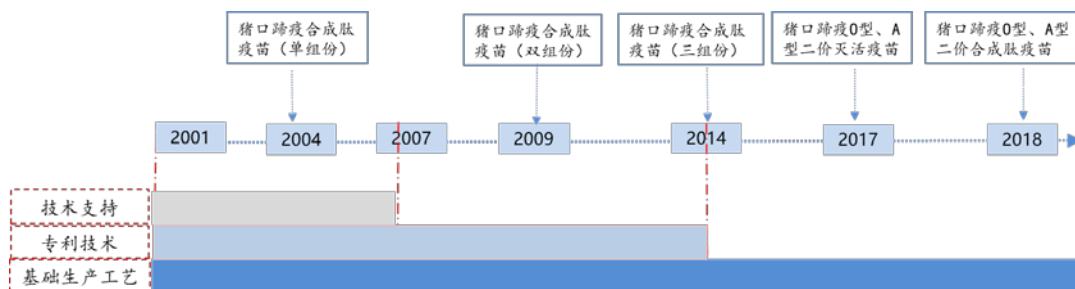 猪口蹄疫合成肽
疫苗（单组份）
猪口蹄疫合成肽
疫苗（双组份）
猪口蹄疫合成肽
疫苗（三组份）
猪口蹄疫O型、A
型二价灭活疫苗
猪口蹄疫O型、A型
二价合成肽疫苗
2001
2004
2007
2009
2014
2017
2018
技术支持
专利技术
基础生产工艺